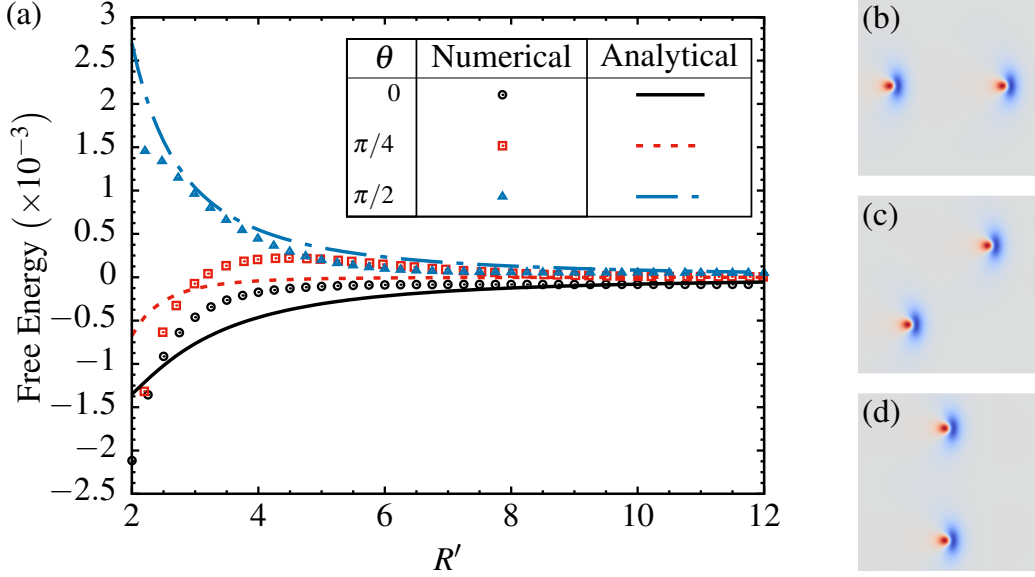 (a)
3
2.5
2
1.5
1
0.5
0
−0.5
−1
−1.5
−2
−2.5
Free Energy (×10⁻³)
θ Numerical Analytical
0
π/4
π/2
2 4 6 8 10 12
R′
(b)
(c)
(d)